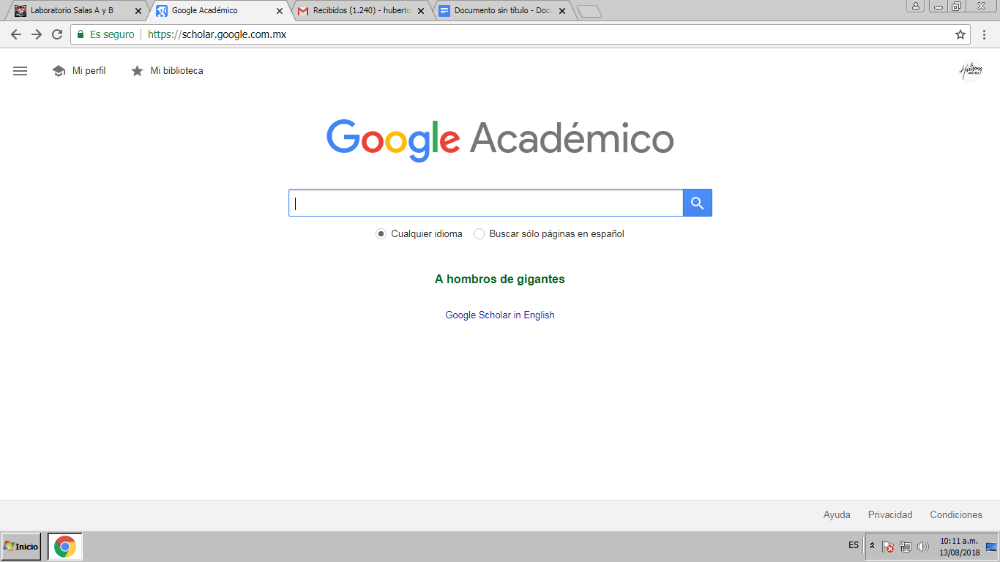 Laboratorio Salas A y B
Google Académico
Recibidos (1.240) - huberto
Documento sin título - Docu
Es seguro
https://scholar.google.com.mx
Mi perfil
Mi biblioteca
Hillsong
UNITED
Google Académico
Cualquier idioma
Buscar sólo páginas en español
A hombros de gigantes
Google Scholar in English
Ayuda
Privacidad
Condiciones
Inicio
ES
10:11 a.m.
13/08/2018